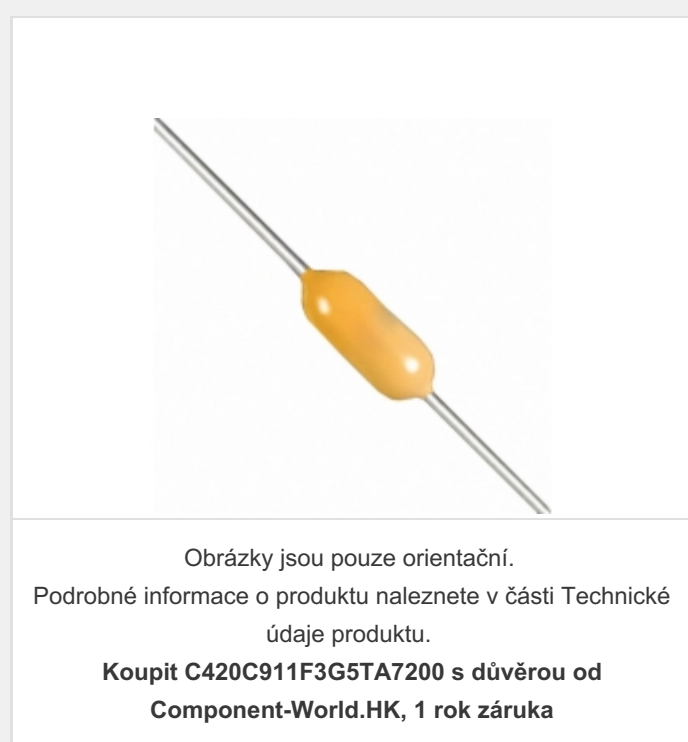 Obrázky jsou pouze orientační.
Podrobné informace o produktu naleznete v části Technické
údaje produktu.
Koupit C420C911F3G5TA7200 s důvěrou od
Component-World.HK, 1 rok záruka